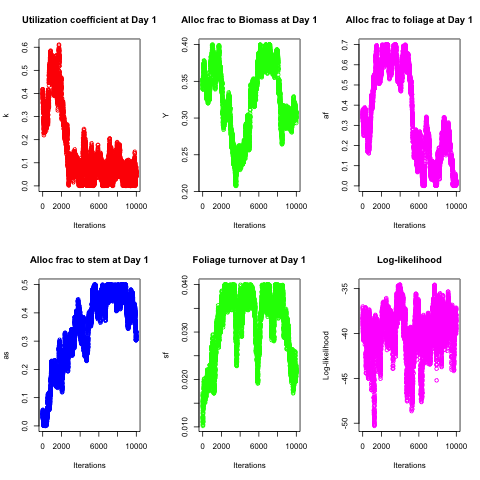 Utilization coefficient at Day 1
Alloc frac to Biomass at Day 1
Alloc frac to foliage at Day 1
k
0.0 0.1 0.2 0.3 0.4 0.5 0.6
0 2000 6000 10000
Iterations
Y
0.20 0.25 0.30 0.35 0.40
0 2000 6000 10000
Iterations
af
0.0 0.1 0.2 0.3 0.4 0.5 0.6 0.7
0 2000 6000 10000
Iterations
Alloc frac to stem at Day 1
Foliage turnover at Day 1
Log-likelihood
as
0.0 0.1 0.2 0.3 0.4 0.5
0 2000 6000 10000
Iterations
sf
0.010 0.020 0.030 0.040
0 2000 6000 10000
Iterations
Log-likelihood
-50 -45 -40 -35
0 2000 6000 10000
Iterations